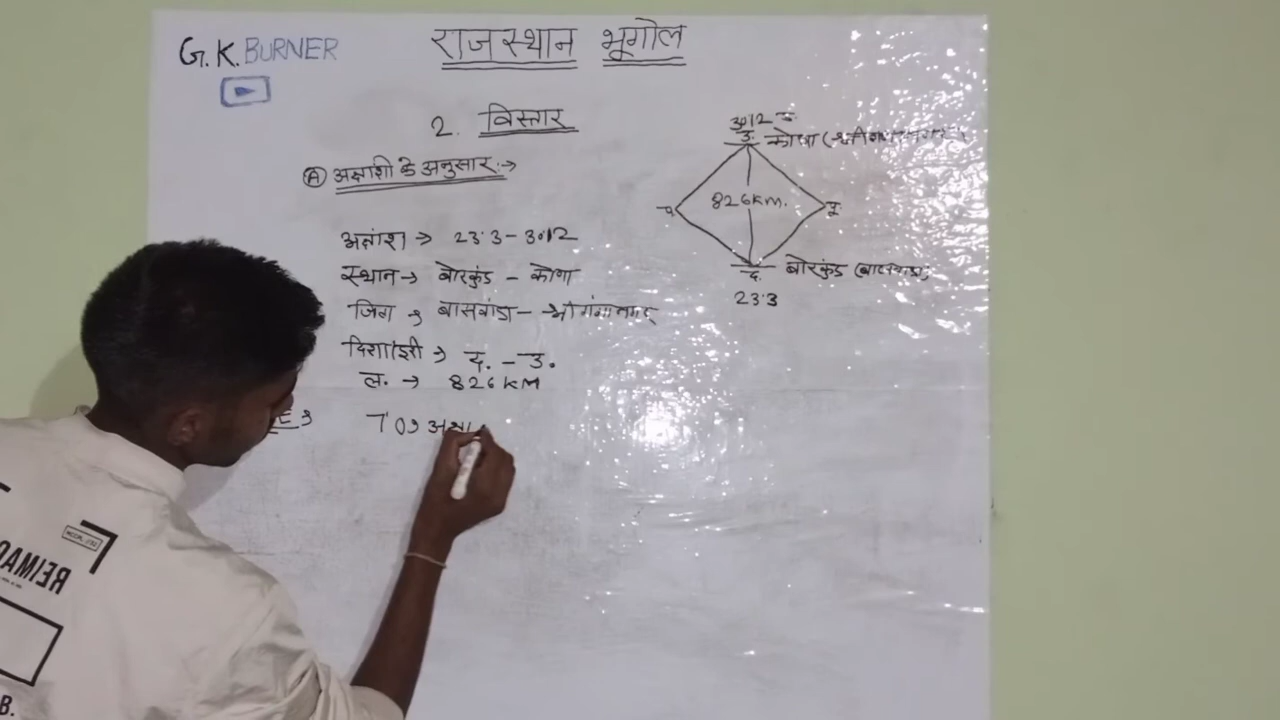 G.K. BURNER
राजस्थान भूगोल
2. विस्तार
A अक्षाशो के अनुसार :→
अक्षांश → 23·3 - 30·12
स्थान → बोरकुंड - कोणा
बासवाडा - श्री गंगानगर
→ द. - उ.
ल. → 826 KM
7'09 अक्षा
30·12 उ
उ. कोणा
826 KM.
प
पू.
द. बोरकुंड
23·3
REIMAG
B.